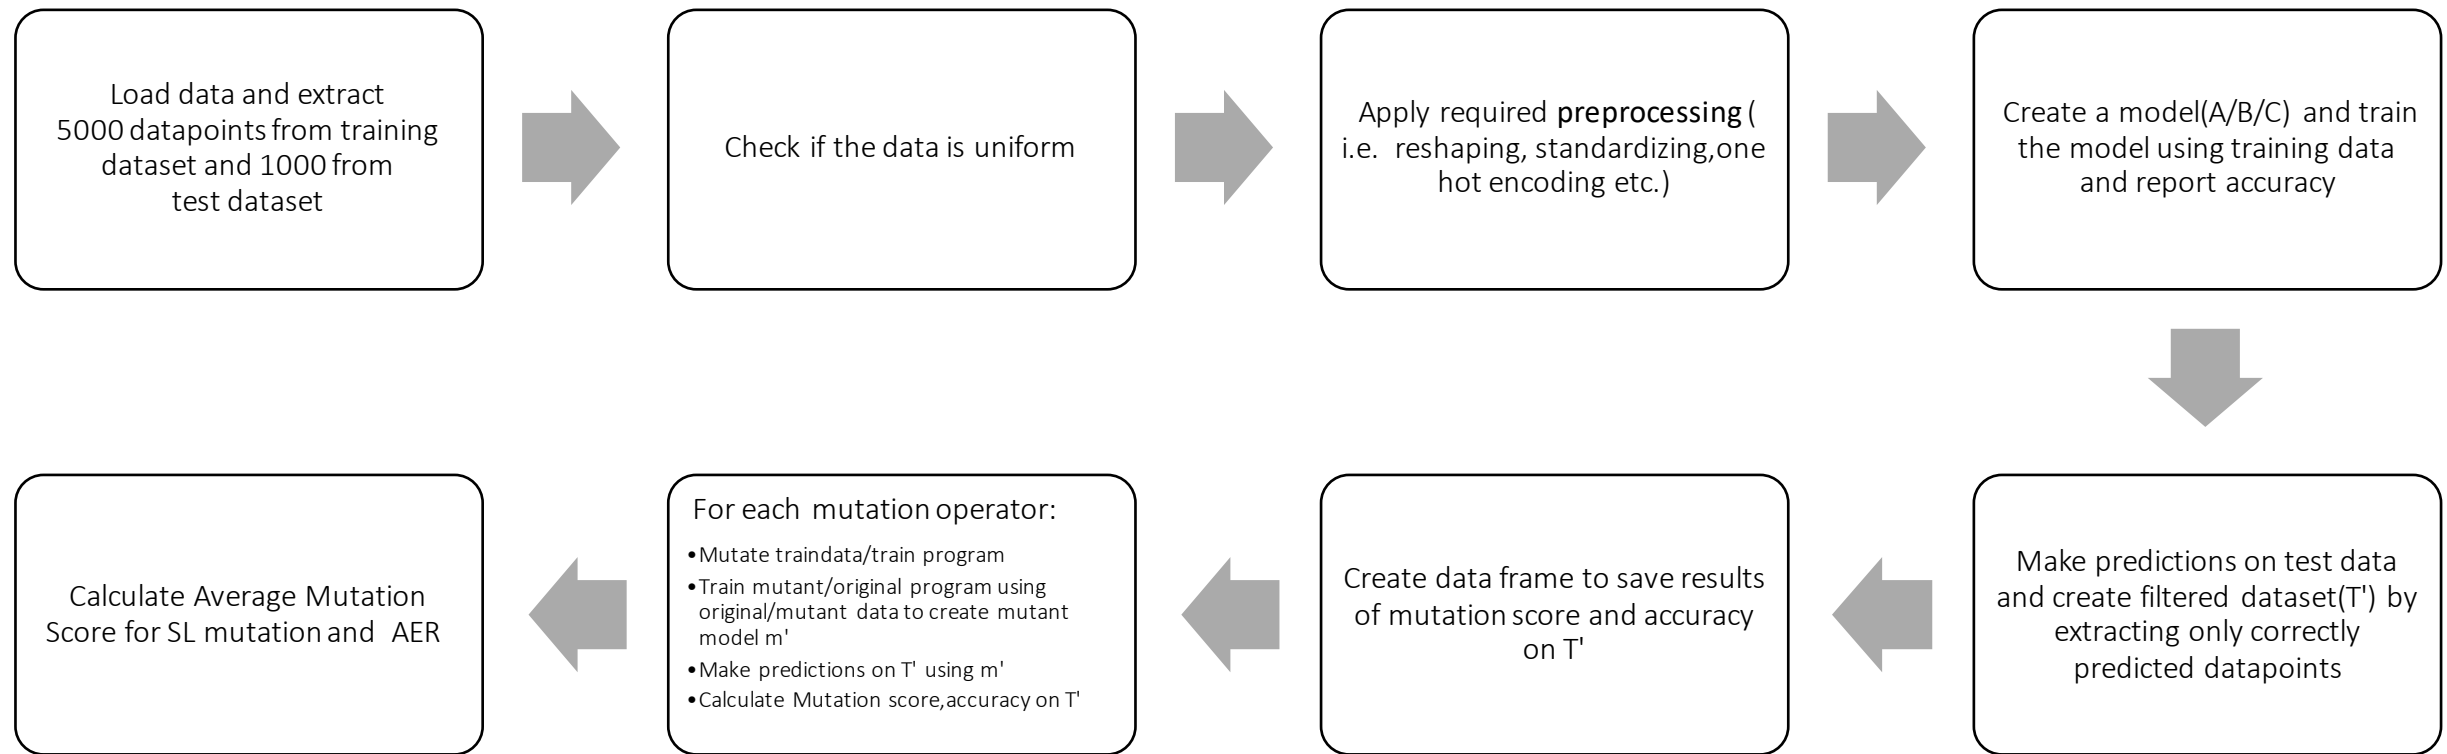 Load data and extract
5000 datapoints from training
dataset and 1000 from
test dataset
Check if the data is uniform
Apply required preprocessing (
i.e. reshaping, standardizing,one
hot encoding etc.)
Create a model(A/B/C) and train
the model using training data
and report accuracy
Make predictions on test data
and create filtered dataset(T') by
extracting only correctly
predicted datapoints
Create data frame to save results
of mutation score and accuracy
on T'
For each mutation operator:
•Mutate traindata/train program
•Train mutant/original program using
original/mutant data to create mutant
model m'
•Make predictions on T' using m'
•Calculate Mutation score,accuracy on T'
Calculate Average Mutation
Score for SL mutation and AER